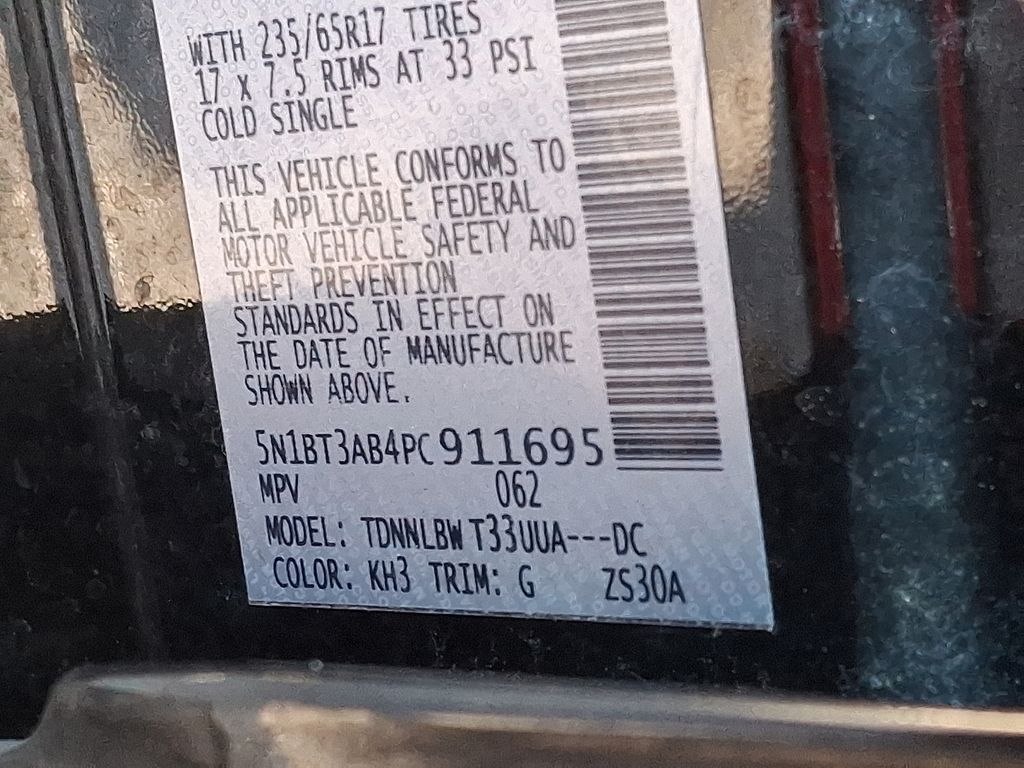 WITH 235/65R17 TIRES
17 X 7.5 RIMS AT 33 PSI
COLD SINGLE
THIS VEHICLE CONFORMS TO
ALL APPLICABLE FEDERAL
MOTOR VEHICLE SAFETY AND
THEFT PREVENTION
STANDARDS IN EFFECT ON
THE DATE OF MANUFACTURE
SHOWN ABOVE.
5N1BT3AB4PC911695
MPV 062
MODEL: TDNNLBW T33UUA---DC
COLOR: KH3 TRIM: G ZS30A